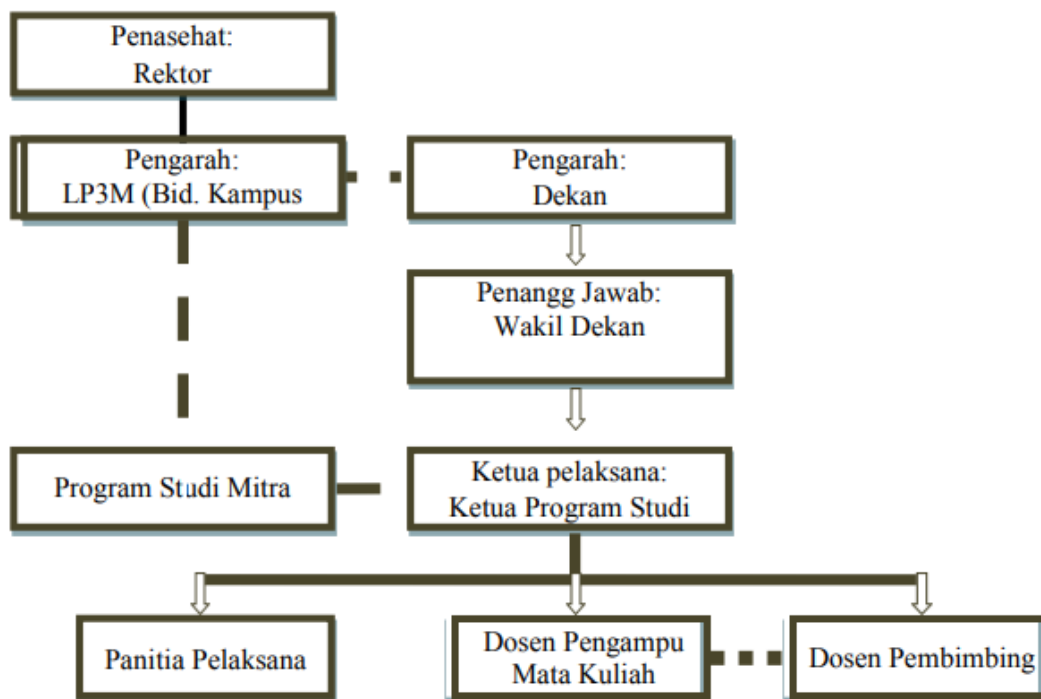 Penasehat:
Rektor
Pengarah:
LP3M (Bid. Kampus
Pengarah:
Dekan
Penangg Jawab:
Wakil Dekan
Program Studi Mitra
Ketua pelaksana:
Ketua Program Studi
Panitia Pelaksana
Dosen Pengampu
Mata Kuliah
Dosen Pembimbing